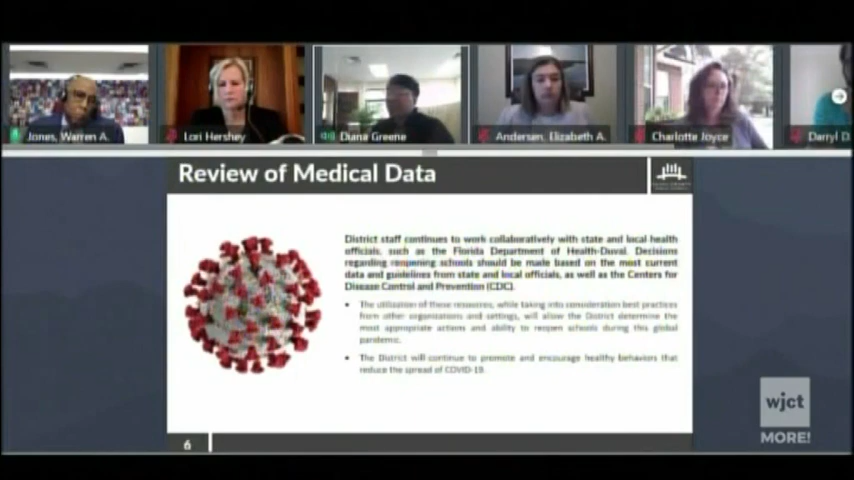 Jones, Warren A.
Lori Hershey
Diana Greene
Andersen, Elizabeth A.
Charlotte Joyce
Darryl D.
Review of Medical Data
District staff continues to work collaboratively with state and local health
officials, such as the Florida Department of Health-Duval. Decisions
regarding reopening schools should be made based on the most current
data and guidelines from state and local officials, as well as the Centers for
Disease Control and Prevention (CDC).
• The utilization of these resources, while taking into consideration best practices
from other organizations and settings, will allow the District determine the
most appropriate actions and ability to reopen schools during this global
pandemic.
• The District will continue to promote and encourage healthy behaviors that
reduce the spread of COVID-19.
6
wjct
MORE!